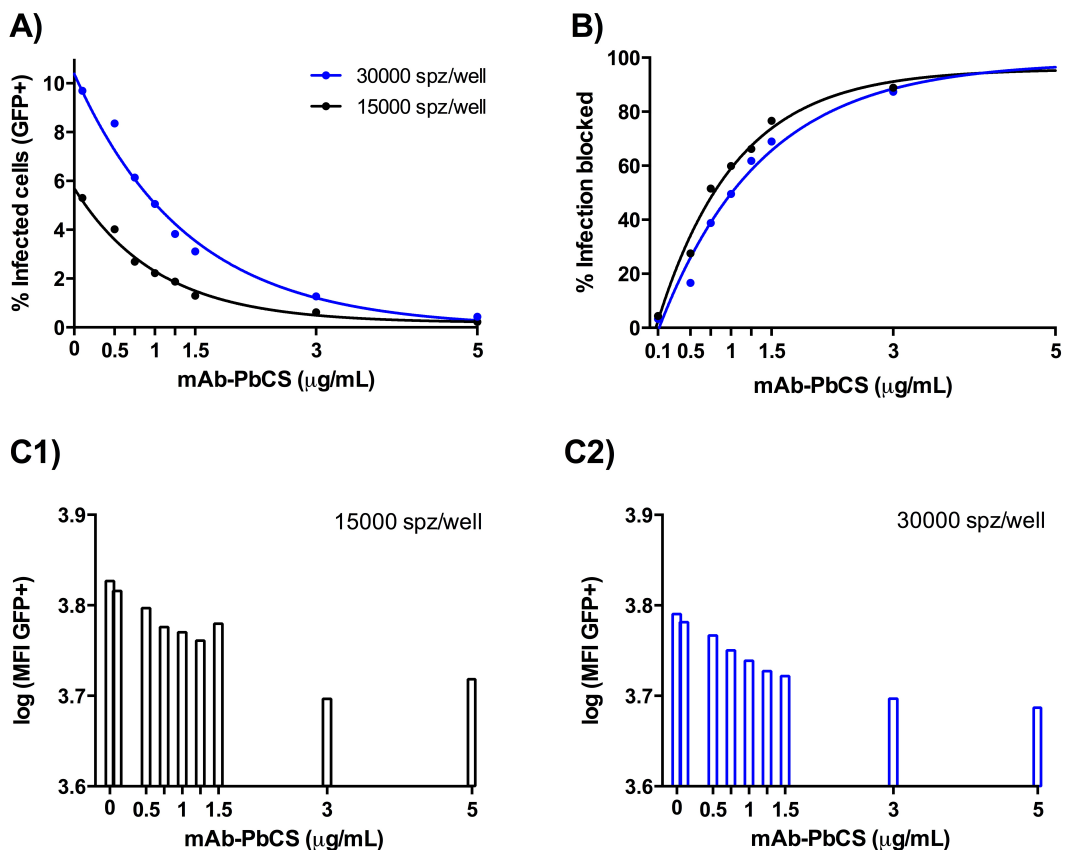 A)
% Infected cells (GFP+)
10
8
6
4
2
0
30000 spz/well
15000 spz/well
0 0.5 1 1.5 3 5
mAb-PbCS (μg/mL)
B)
% Infection blocked
100
80
60
40
20
0
0.1 0.5 1 1.5 3 5
mAb-PbCS (μg/mL)
C1)
15000 spz/well
log (MFI GFP+)
3.9
3.8
3.7
3.6
0 0.5 1 1.5 3 5
mAb-PbCS (μg/mL)
C2)
30000 spz/well
log (MFI GFP+)
3.9
3.8
3.7
3.6
0 0.5 1 1.5 3 5
mAb-PbCS (μg/mL)